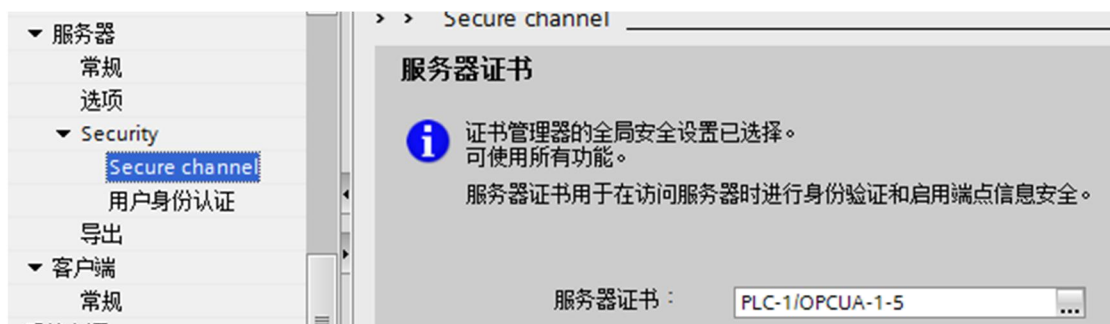 服务器
常规
选项
Security
Secure channel
用户身份认证
导出
客户端
常规
Secure channel
服务器证书
证书管理器的全局安全设置已选择。
可使用所有功能。
服务器证书用于在访问服务器时进行身份验证和启用端点信息安全。
服务器证书：
PLC-1/OPCUA-1-5
...